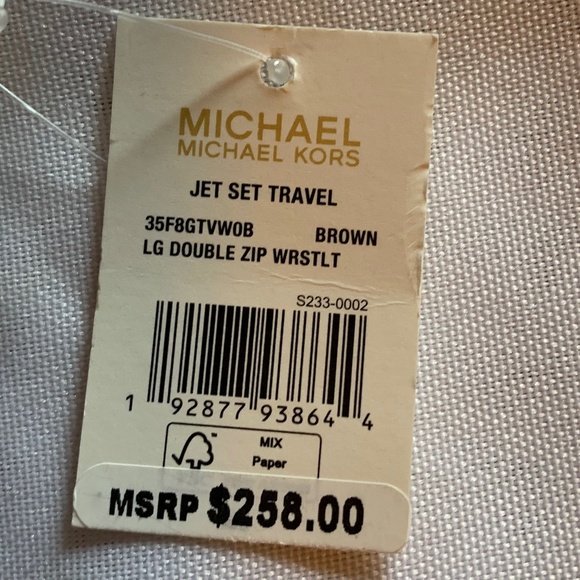 MICHAEL
MICHAEL KORS
JET SET TRAVEL
35F8GTVW0B BROWN
LG DOUBLE ZIP WRSTLT
S233-0002
1 92877 93864 4
MIX
Paper
MSRP $258.00